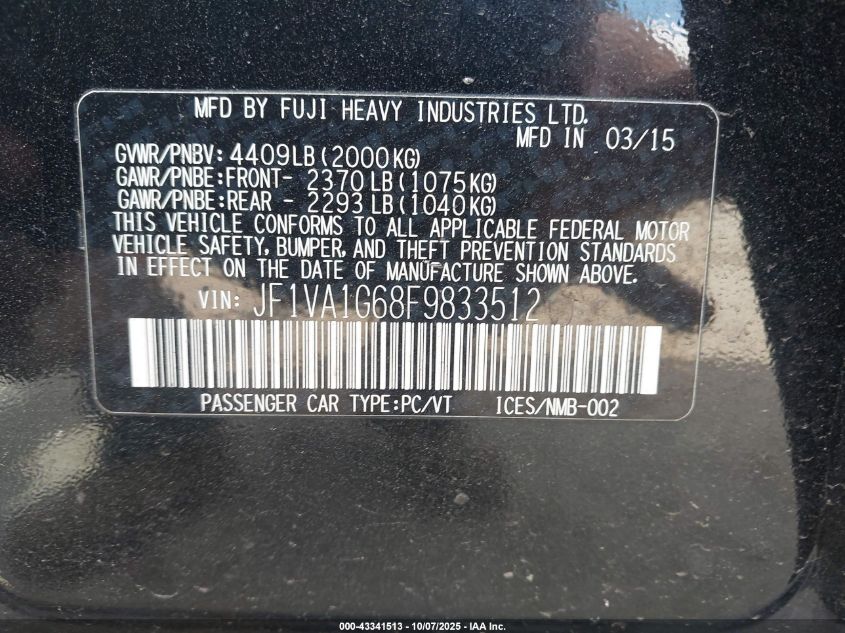 MFD BY FUJI HEAVY INDUSTRIES LTD.
MFD IN 03/15
GVWR/PNBV: 4409LB (2000KG)
GAWR/PNBE:FRONT- 2370 LB (1075KG)
GAWR/PNBE:REAR - 2293 LB (1040KG)
THIS VEHICLE CONFORMS TO ALL APPLICABLE FEDERAL MOTOR
VEHICLE SAFETY, BUMPER, AND THEFT PREVENTION STANDARDS
IN EFFECT ON THE DATE OF MANUFACTURE SHOWN ABOVE.
VIN: JF1VA1G68F9833512
PASSENGER CAR TYPE:PC/VT ICES/NMB-002
000-43341513 - 10/07/2025 - IAA Inc.